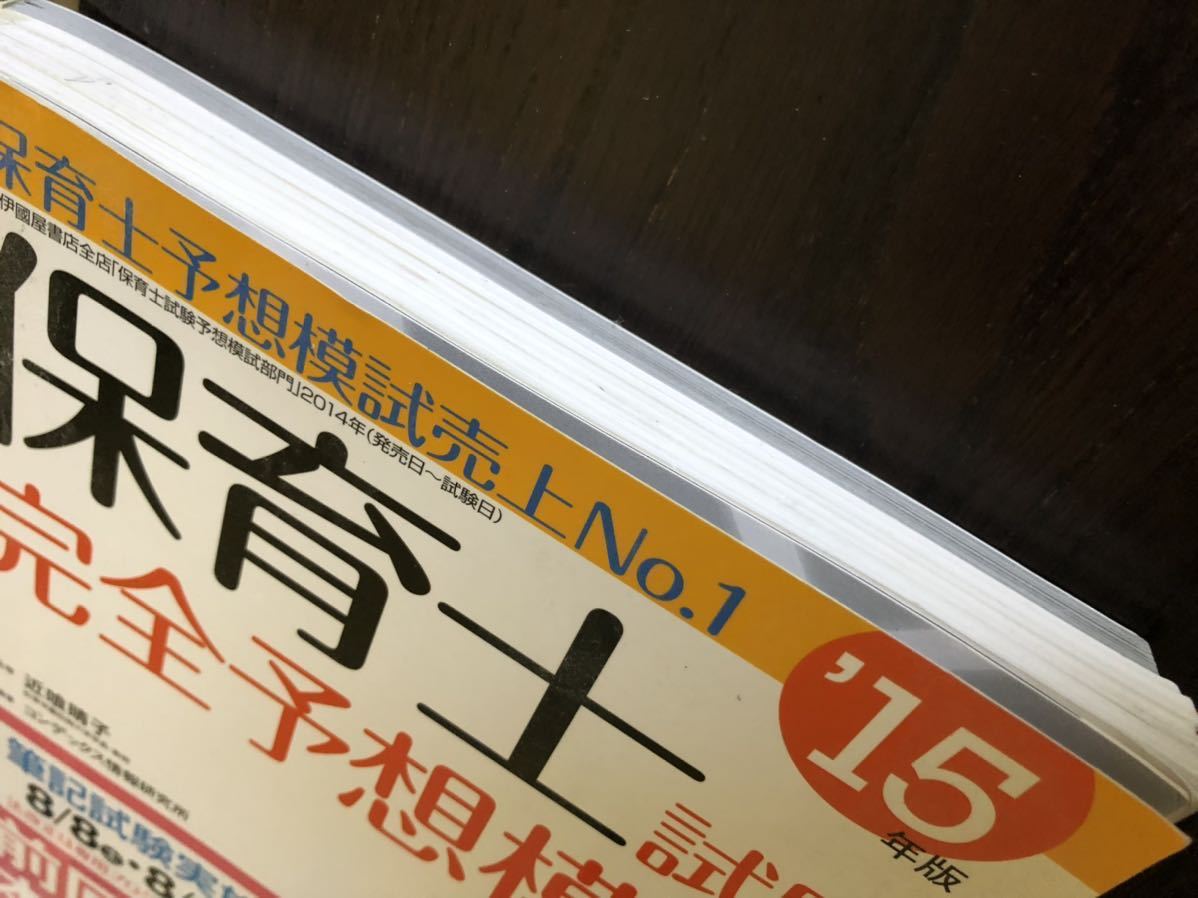 保育士予想模試売上No.1
伊國屋書店全店「保育士試験予想模試部門」2014年(発売日〜試験日)
'15
年版
保育士
試
完全予想模
近喰晴子
コンデックス情報研究所
筆記試験実施
8/8